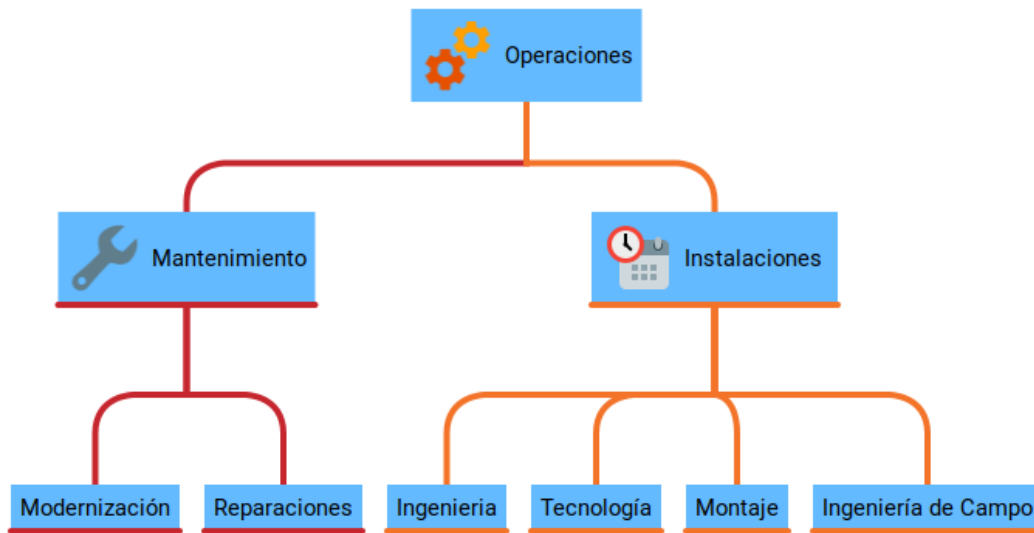 Operaciones
Mantenimiento
Instalaciones
Modernización
Reparaciones
Ingenieria
Tecnología
Montaje
Ingeniería de Campo